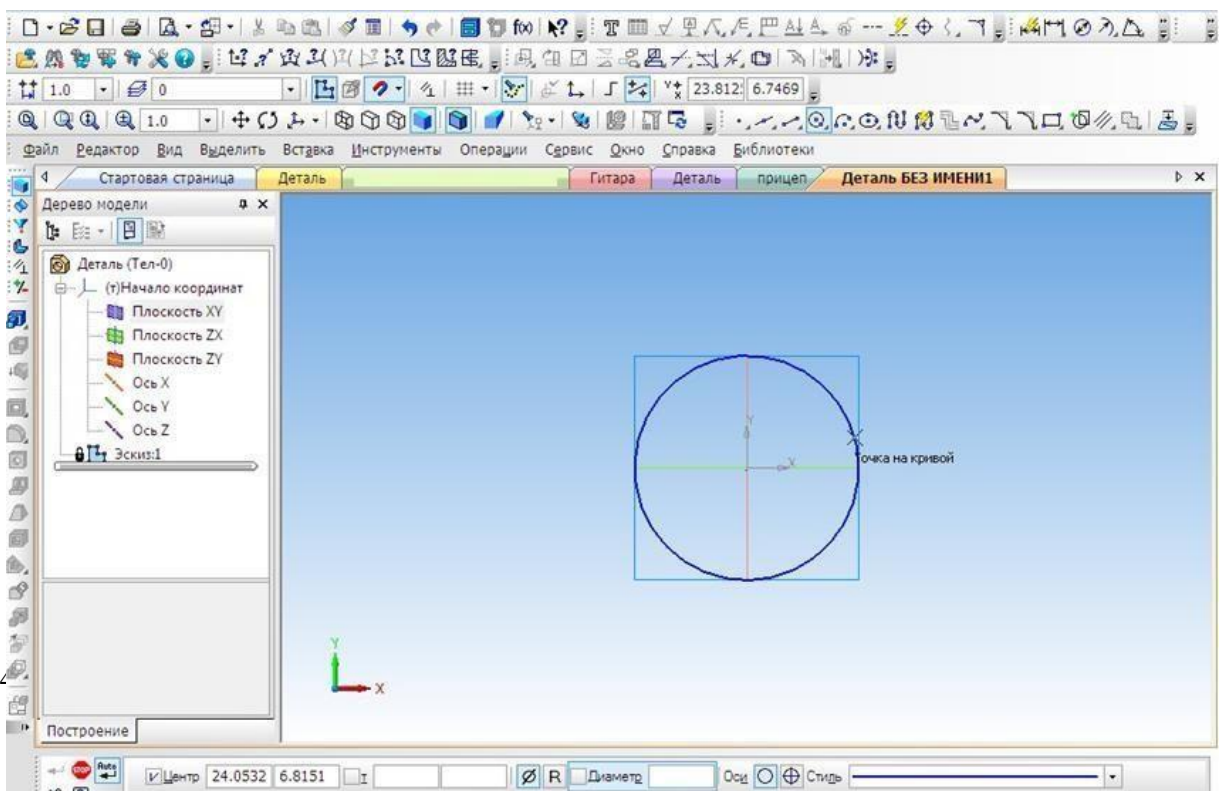 f(x)
1.0 0 23.812 6.7469
1.0
Файл Редактор Вид Выделить Вставка Инструменты Операции Сервис Окно Справка Библиотеки
Стартовая страница Деталь Гитара Деталь прицеп Деталь БЕЗ ИМЕНИ1
Дерево модели
Деталь (Тел-0)
(т)Начало координат
Плоскость XY
Плоскость ZX
Плоскость ZY
Ось X
Ось Y
Ось Z
Эскиз:1
Y
X
очка на кривой
Y
X
Построение
STOP Auto
Центр 24.0532 6.8151 т Ø R Диаметр Оси Стиль